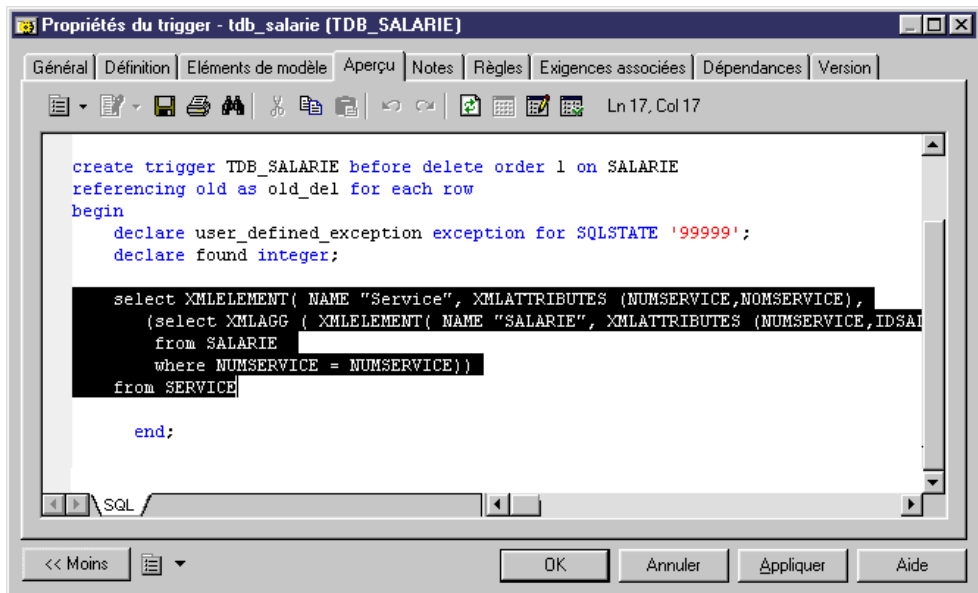 Propriétés du trigger - tdb_salarie (TDB_SALARIE)
Général Définition Eléments de modèle Aperçu Notes Règles Exigences associées Dépendances Version
Ln 17, Col 17
create trigger TDB_SALARIE before delete order 1 on SALARIE
referencing old as old_del for each row
begin
declare user_defined_exception exception for SQLSTATE '99999';
declare found integer;
select XMLELEMENT( NAME "Service", XMLATTRIBUTES (NUMSERVICE,NOMSERVICE),
(select XMLAGG ( XMLELEMENT( NAME "SALARIE", XMLATTRIBUTES (NUMSERVICE,
from SALARIE
where NUMSERVICE = NUMSERVICE))
from SERVICE
end;
SQL
<< Moins OK Annuler Appliquer Aide